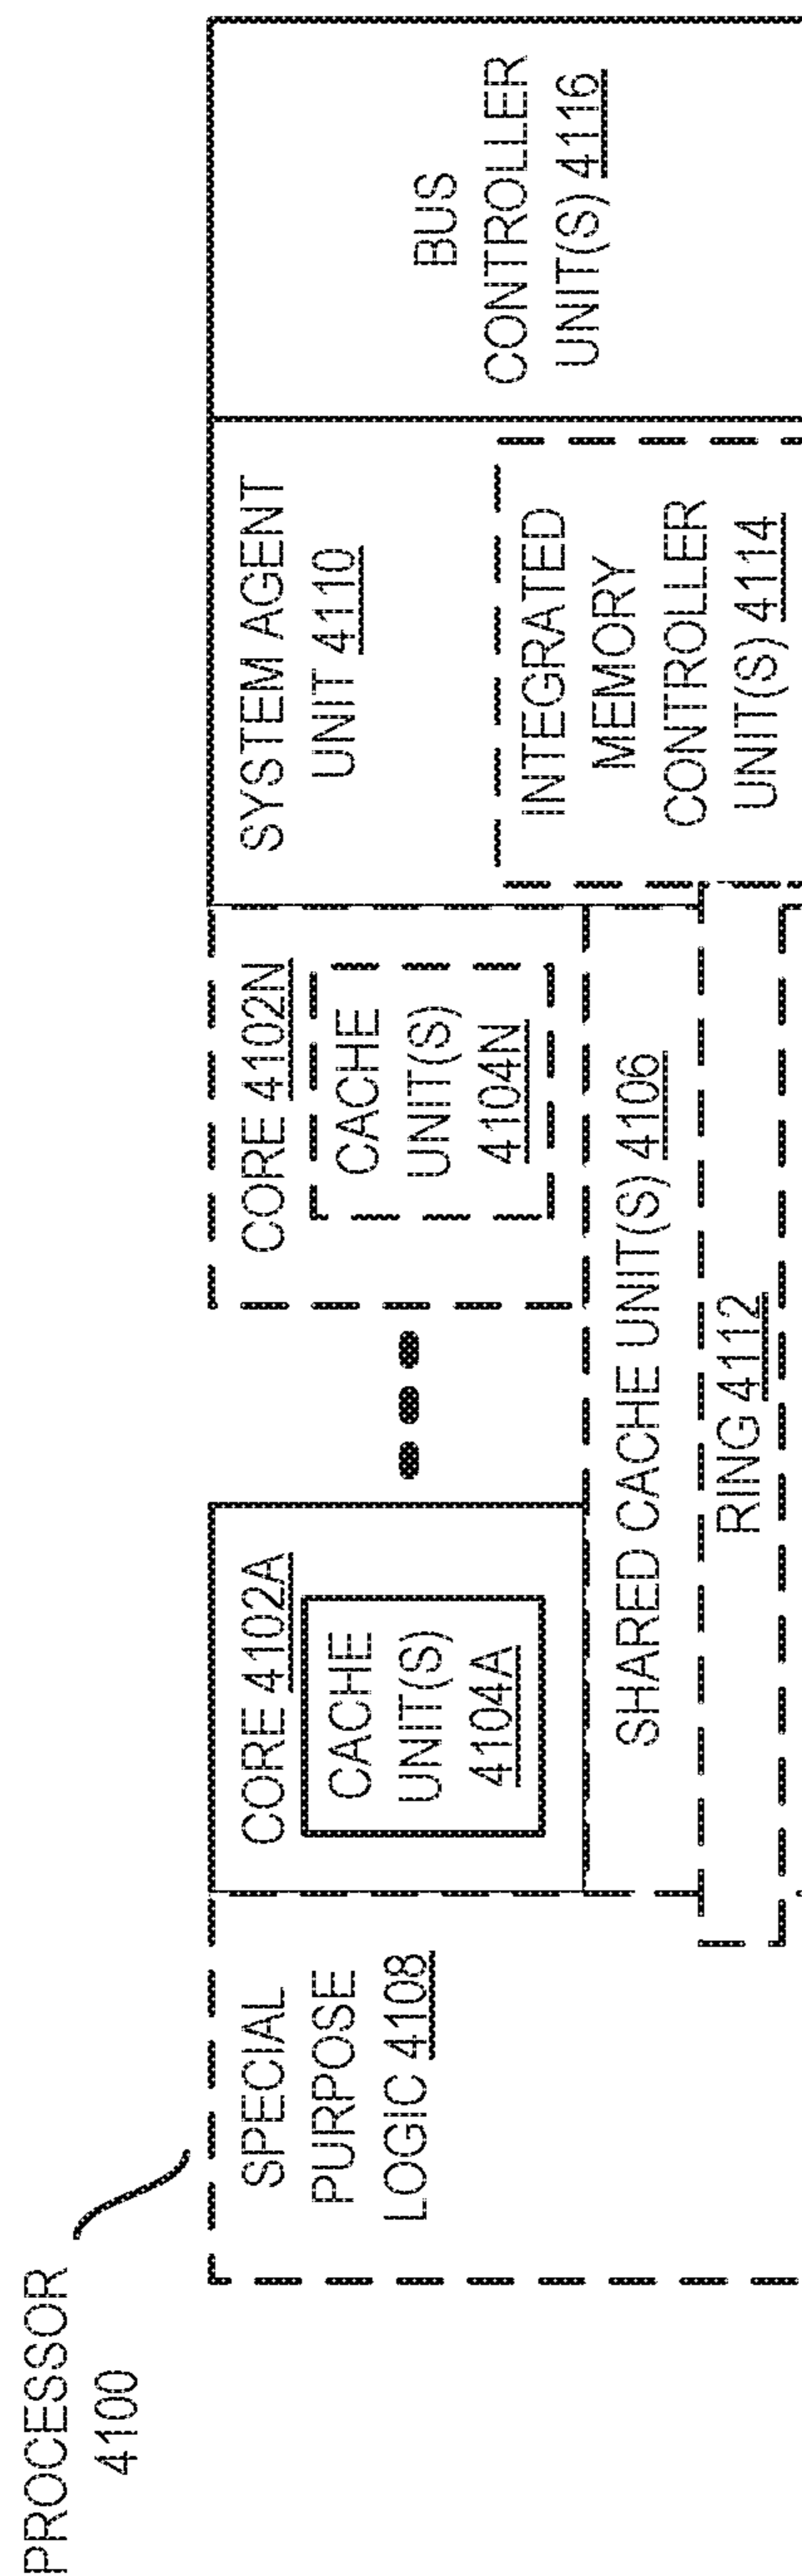 PROCESSOR
4100
SPECIAL
PURPOSE
LOGIC 4108
CORE 4102A
CACHE
UNIT(S)
4104A
CORE 4102N
CACHE
UNIT(S)
4104N
SHARED CACHE UNIT(S) 4106
RING 4112
SYSTEM AGENT
UNIT 4110
INTEGRATED
MEMORY
CONTROLLER
UNIT(S) 4114
BUS
CONTROLLER
UNIT(S) 4116